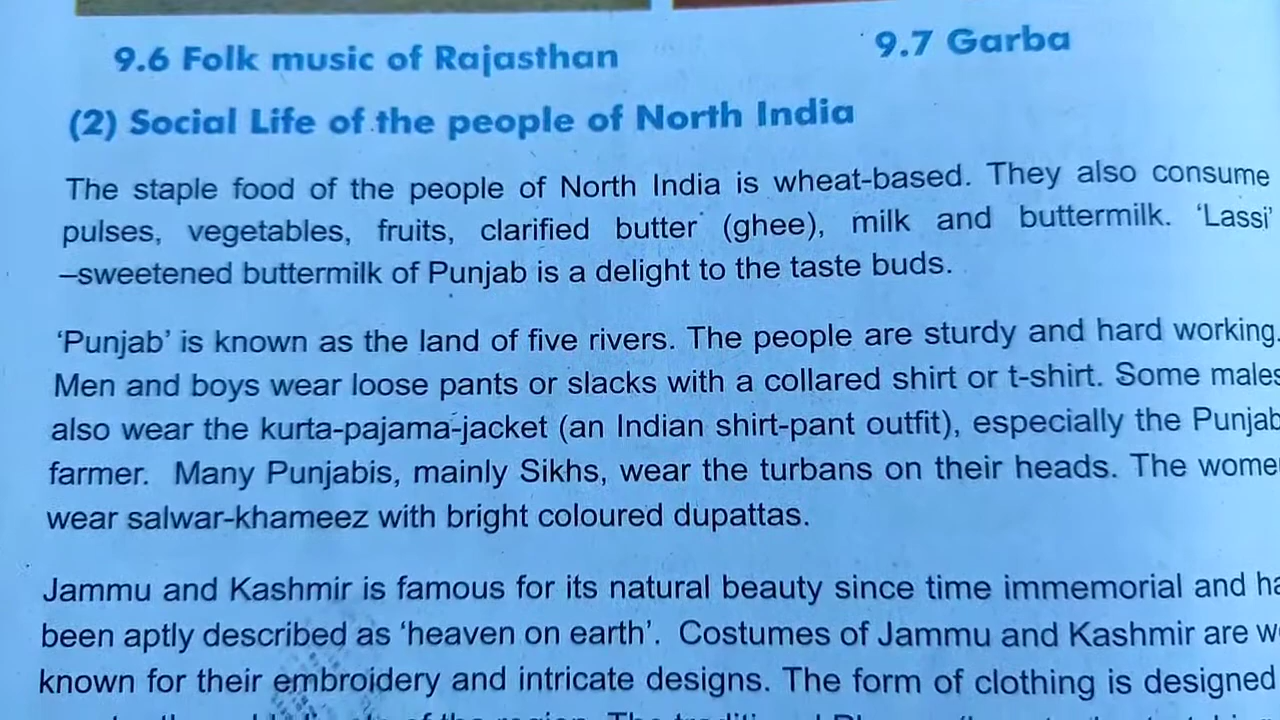 9.6 Folk music of Rajasthan
9.7 Garba
(2) Social Life of the people of North India
The staple food of the people of North India is wheat-based. They also consume
pulses, vegetables, fruits, clarified butter (ghee), milk and buttermilk. ‘Lassi’
–sweetened buttermilk of Punjab is a delight to the taste buds.
‘Punjab’ is known as the land of five rivers. The people are sturdy and hard working.
Men and boys wear loose pants or slacks with a collared shirt or t-shirt. Some males
also wear the kurta-pajama-jacket (an Indian shirt-pant outfit), especially the Punjab
farmer. Many Punjabis, mainly Sikhs, wear the turbans on their heads. The
wear salwar-khameez with bright coloured dupattas.
Jammu and Kashmir is famous for its natural beauty since time immemorial and
been aptly described as ‘heaven on earth’. Costumes of Jammu and Kashmir are
known for their embroidery and intricate designs. The form of clothing is designed
of the region. The